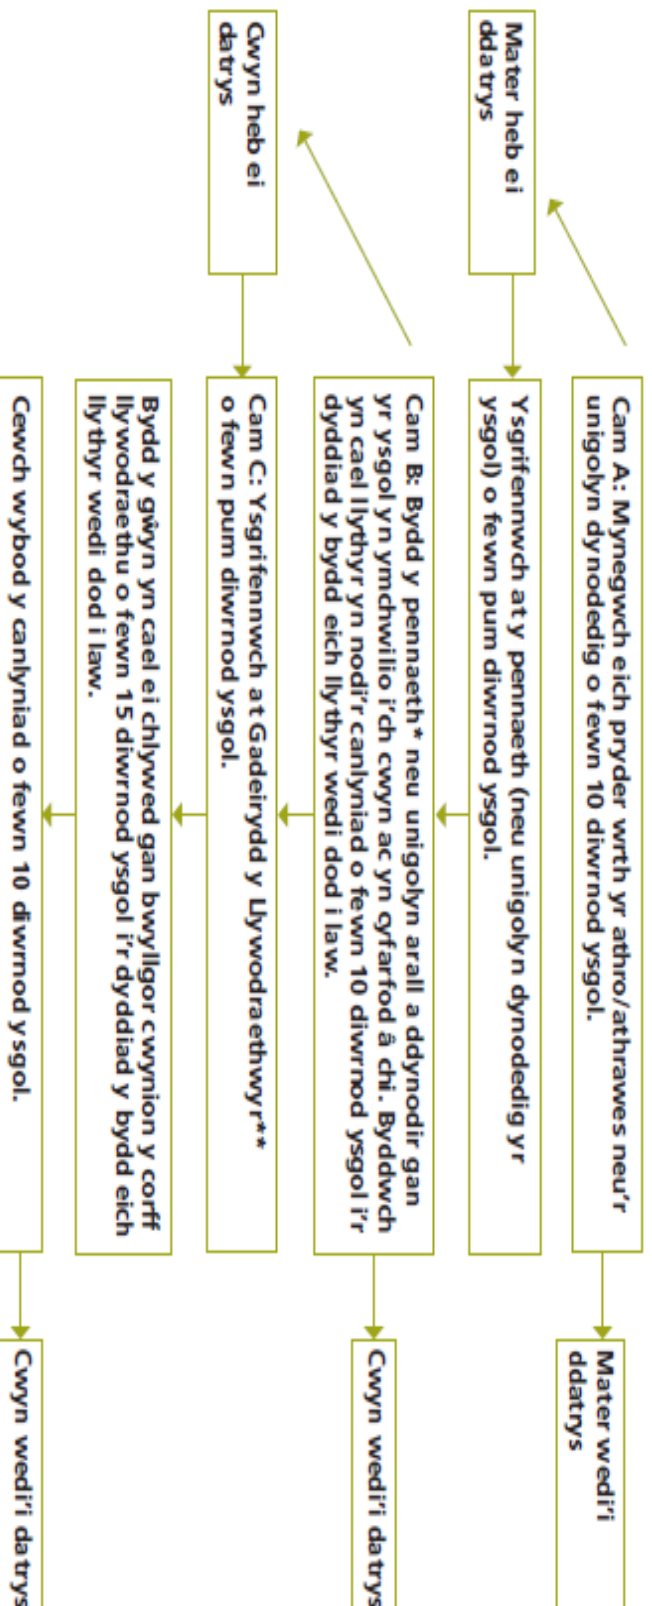 Cam A: Mynegwch eich pryder wrth yr athro/athrawes neu'r
unigolyn dynodedig o fewn 10 diwrnod ysgol.
Mater wedi'i
ddatrys
Mater heb ei
ddatrys
Ysgrifennwch at y pennaeth (neu unigolyn dynodedig yr
ysgol) o fewn pum diwrnod ysgol.
Cam B: Bydd y pennaeth* neu unigolyn arall a ddynodir gan
yr ysgol yn ymchwilio i'ch cwyn ac yn cyfarfod â chi. Byddwch
yn cael llythyr yn nodi'r canlyniad o fewn 10 diwrnod ysgol i'r
dyddiad y bydd eich llythyr wedi dod i law.
Cwyn wedi'i datrys
Cwyn heb ei
datrys
Cam C: Ysgrifennwch at Gadeirydd y Llywodraethwyr**
o fewn pum diwrnod ysgol.
Bydd y gŵyn yn cael ei chlywed gan bwyllgor cwynion y corff
llywodraethu o fewn 15 diwrnod ysgol i'r dyddiad y bydd eich
llythyr wedi dod i law.
Cewch wybod y canlyniad o fewn 10 diwrnod ysgol.
Cwyn wedi'i datrys